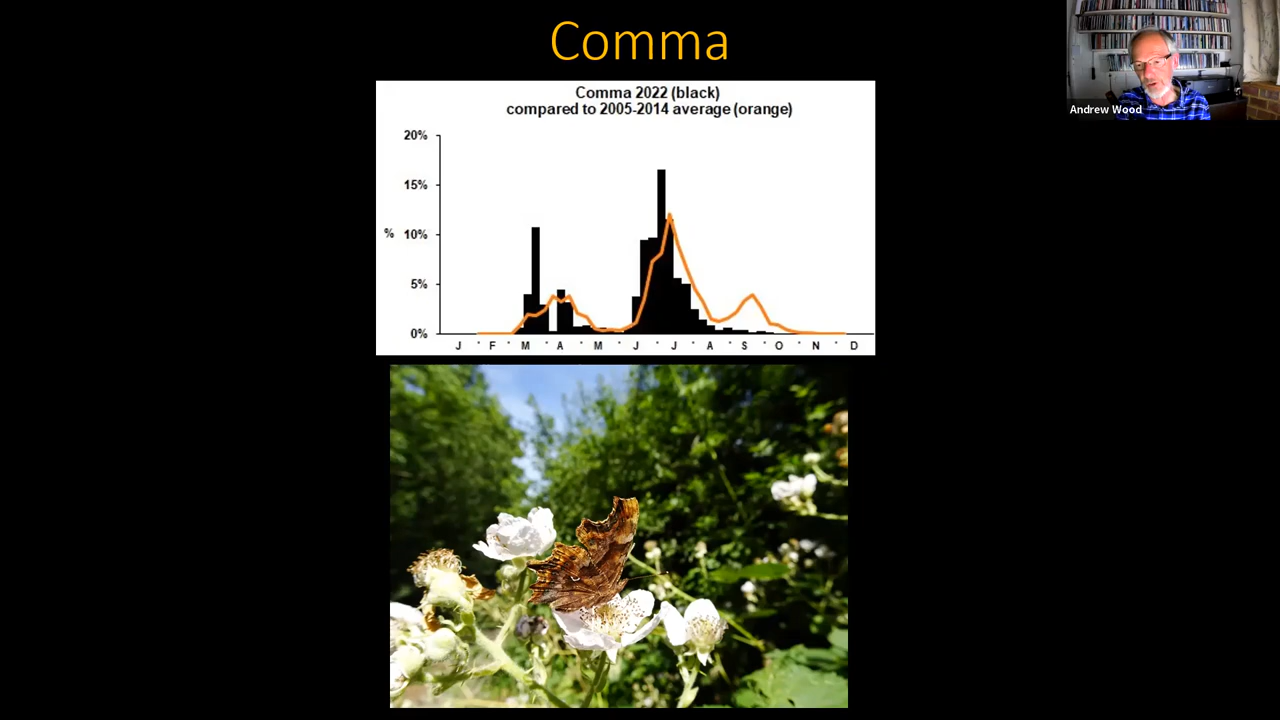 Comma
Andrew Wood
Comma 2022 (black)
compared to 2005-2014 average (orange)
20%
15%
% 10%
5%
0%
J F M A M J J A S O N D